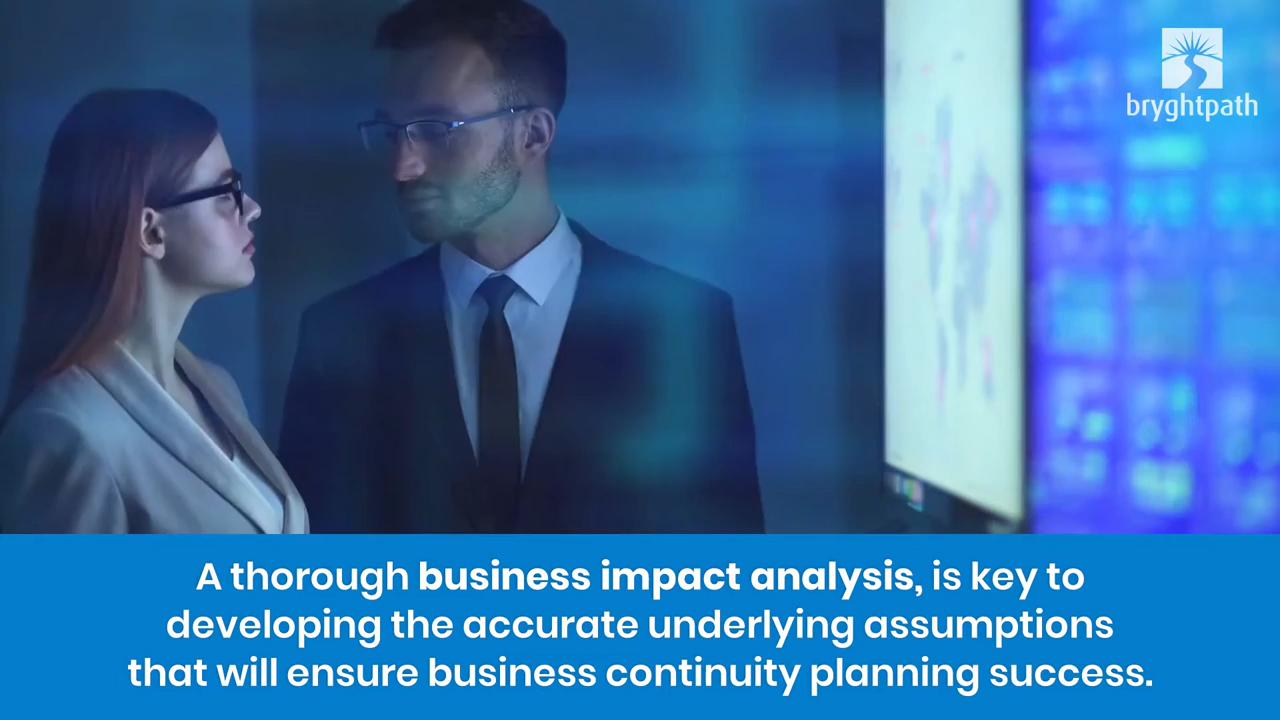 bryghtpath
A thorough business impact analysis, is key to
developing the accurate underlying assumptions
that will ensure business continuity planning success.